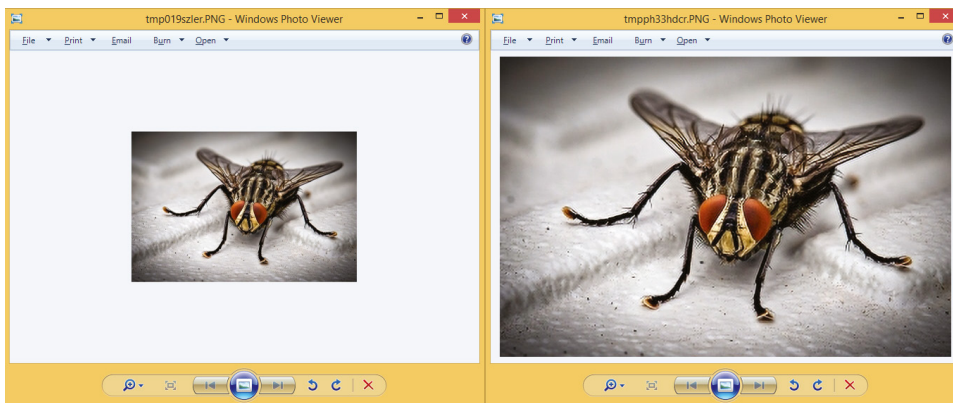 tmp019szler.PNG - Windows Photo Viewer
File Print Email Burn Open
tmpph33hdcr.PNG - Windows Photo Viewer
File Print Email Burn Open